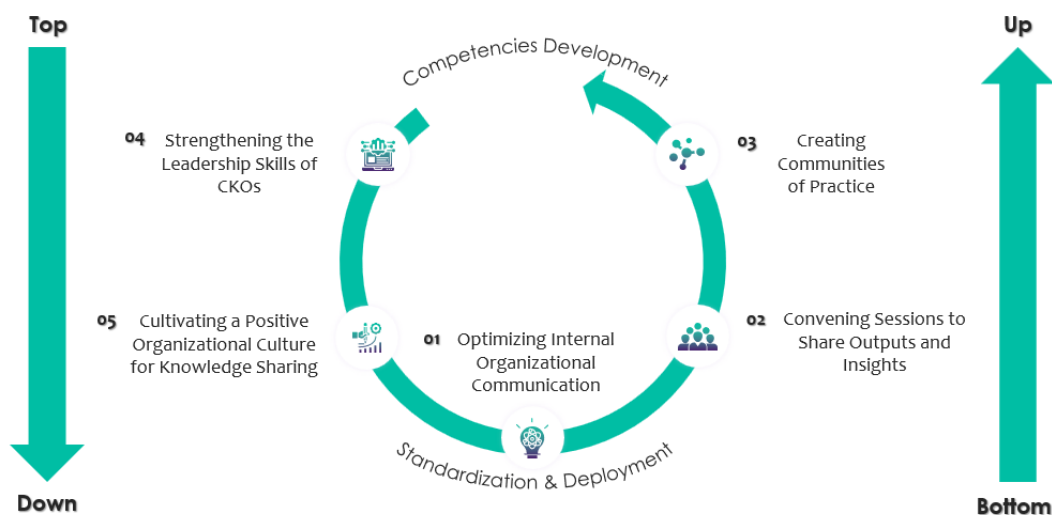 Top
Up
Competencies Development
04
Strengthening the
Leadership Skills of
CKOs
03
Creating
Communities
of Practice
05
Cultivating a Positive
Organizational Culture
for Knowledge Sharing
01
Optimizing Internal
Organizational
Communication
02
Convening Sessions to
Share Outputs and
Insights
Standardization & Deployment
Down
Bottom